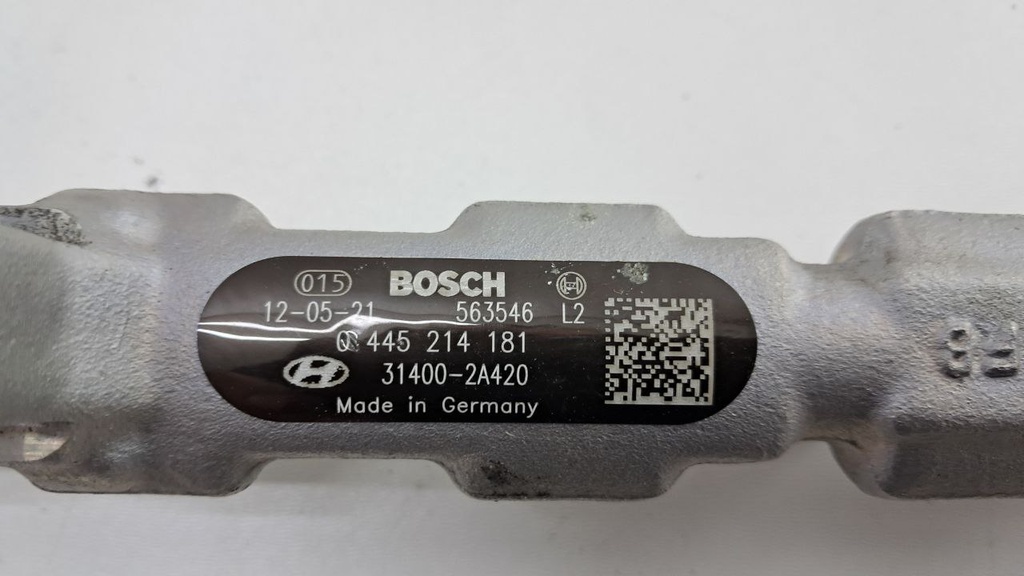 015 BOSCH
12-05-21 563546 L2
0 445 214 181
31400-2A420
Made in Germany